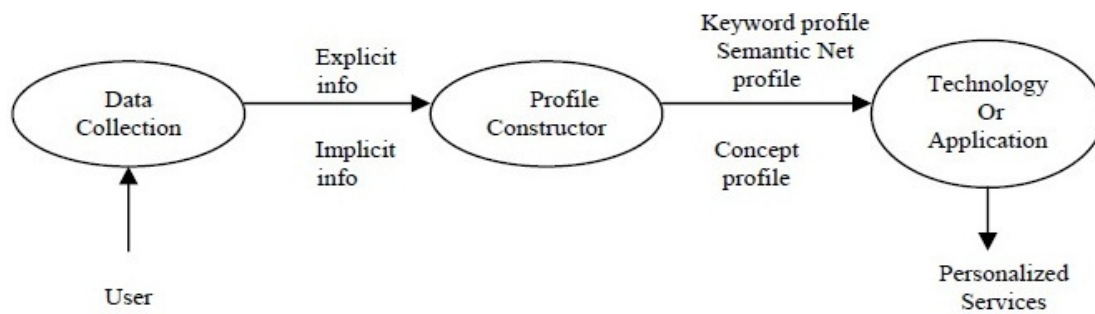 Data
Collection
User
Explicit
info
Implicit
info
Profile
Constructor
Keyword profile
Semantic Net
profile
Concept
profile
Technology
Or
Application
Personalized
Services